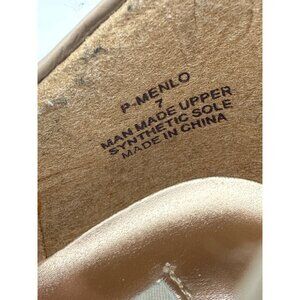 P-MENLO
7
MAN MADE UPPER
SYNTHETIC SOLE
MADE IN CHINA